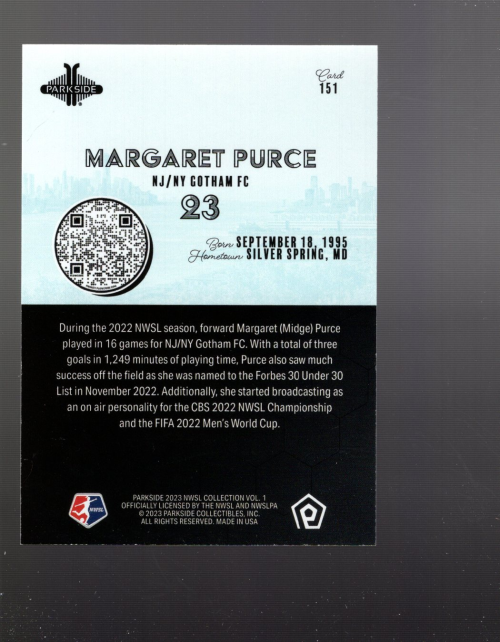 PARKSIDE
Card
151
MARGARET PURCE
NJ/NY GOTHAM FC
23
Born SEPTEMBER 18, 1995
Hometown SILVER SPRING, MD
During the 2022 NWSL season, forward Margaret (Midge) Purce
played in 16 games for NJ/NY Gotham FC. With a total of three
goals in 1,249 minutes of playing time, Purce also saw much
success off the field as she was named to the Forbes 30 Under 30
List in November 2022. Additionally, she started broadcasting as
an on air personality for the CBS 2022 NWSL Championship
and the FIFA 2022 Men's World Cup.
NWSL
PARKSIDE 2023 NWSL COLLECTION VOL. 1
OFFICIALLY LICENSED BY THE NWSL AND NWSLPA
© 2023 PARKSIDE COLLECTIBLES, INC.
ALL RIGHTS RESERVED. MADE IN USA